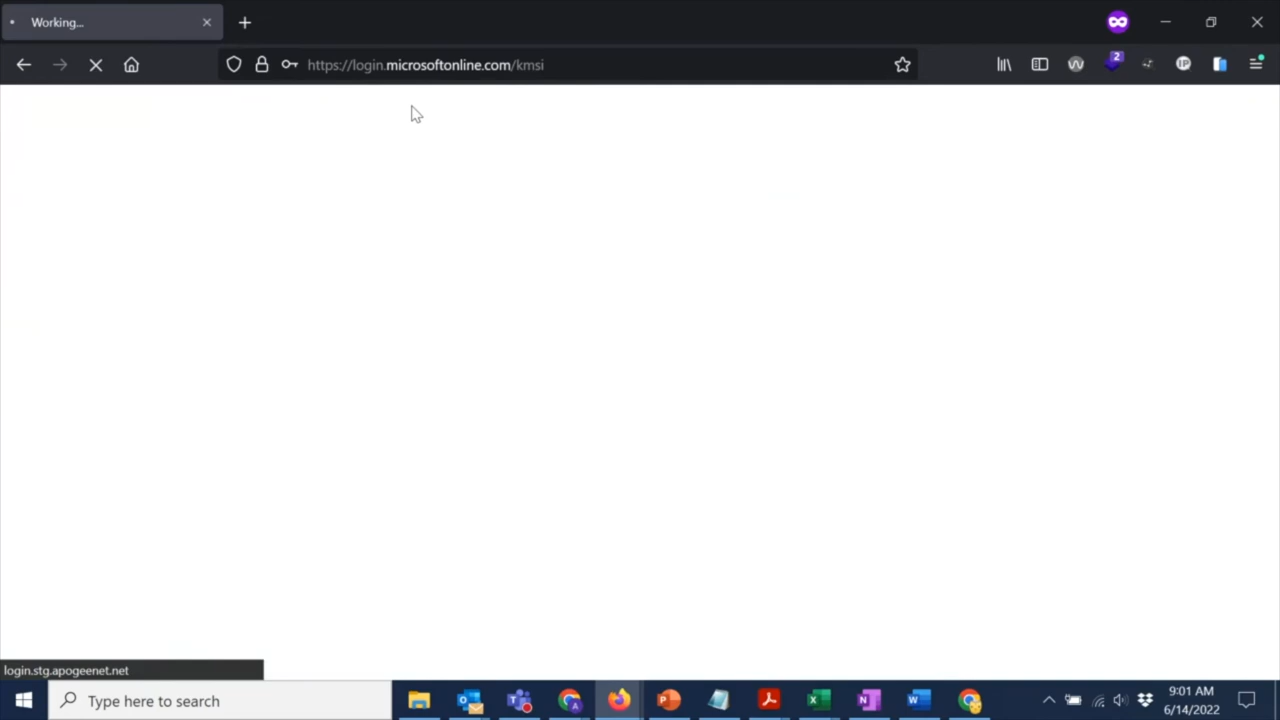 Working...
https://login.microsoftonline.com/kmsi
2
login.stg.apogeenet.net
Type here to search
9:01 AM
6/14/2022